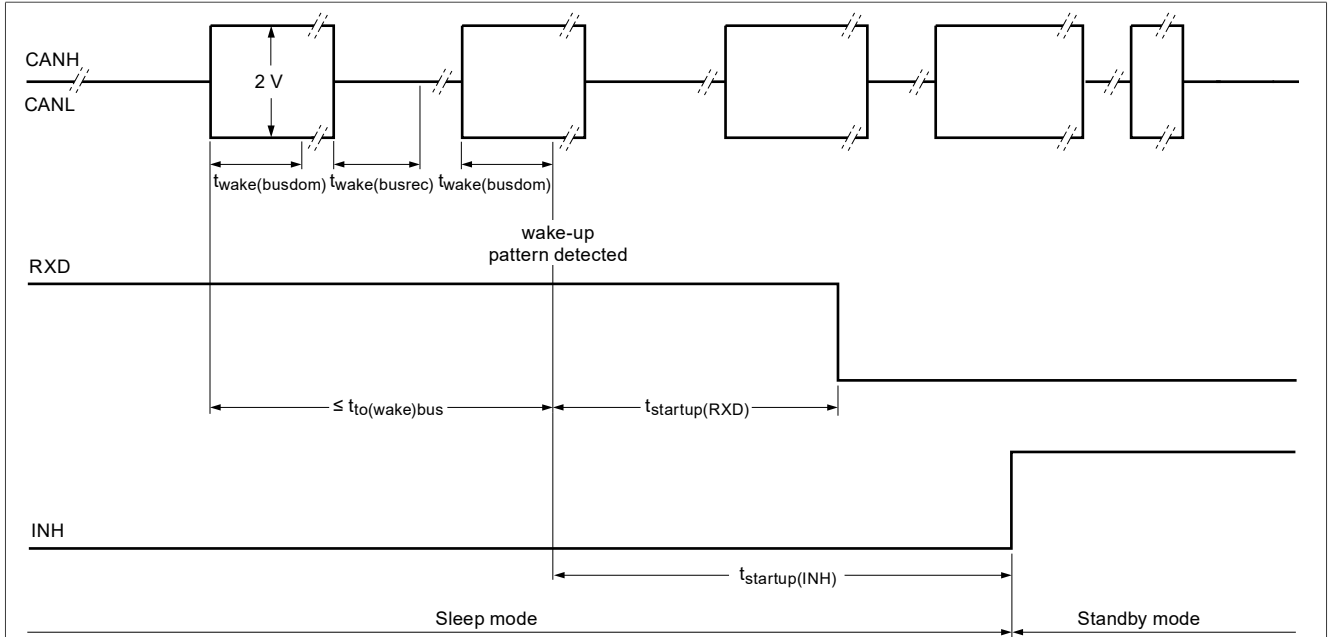 CANH
2 V
CANL
twake(busdom) twake(busrec) twake(busdom)
wake-up
pattern detected
RXD
≤ tto(wake)bus
tstartup(RXD)
INH
tstartup(INH)
Sleep mode
Standby mode